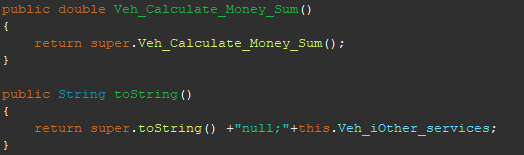 public double Veh_Calculate_Money_Sum()
{
    return super.Veh_Calculate_Money_Sum();
}

public String toString()
{
    return super.toString() +"null;"+this.Veh_iOther_services;
}